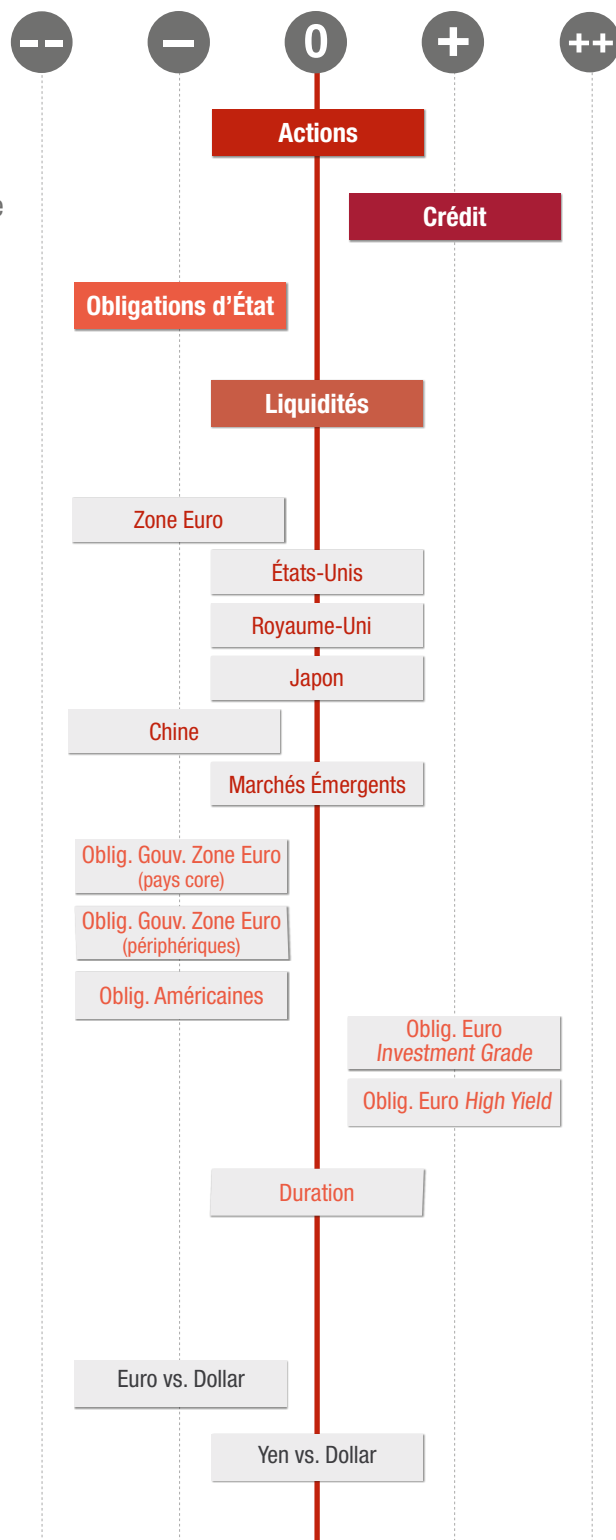 -- – 0 + ++
Actions
e
Crédit
Obligations d’État
Liquidités
Zone Euro
États-Unis
Royaume-Uni
Japon
Chine
Marchés Émergents
Oblig. Gouv. Zone Euro
(pays core)
Oblig. Gouv. Zone Euro
(périphériques)
Oblig. Américaines
Oblig. Euro
Investment Grade
Oblig. Euro High Yield
Duration
Euro vs. Dollar
Yen vs. Dollar